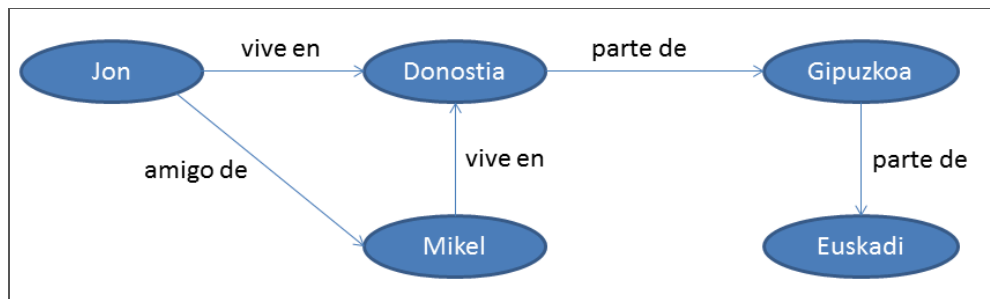 vive en
parte de
Jon
Donostia
Gipuzkoa
amigo de
vive en
parte de
Mikel
Euskadi